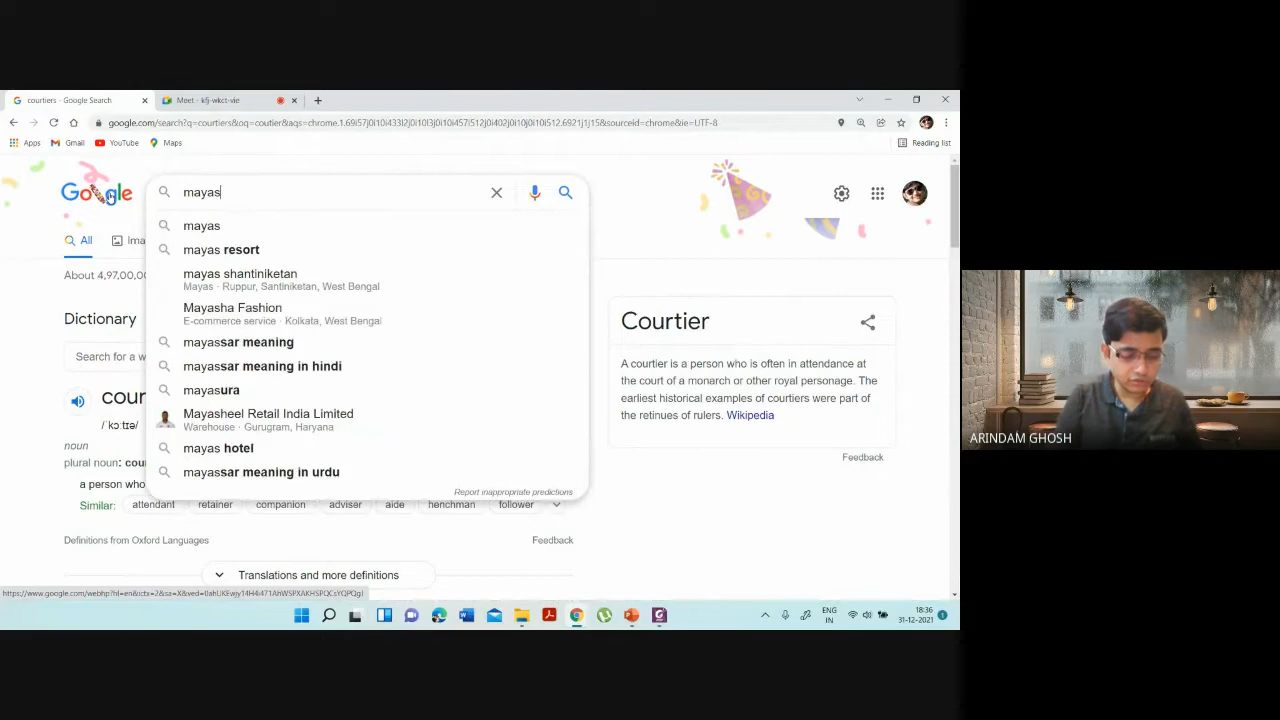 courtiers - Google Search
Meet - kfj-wkct-vie
google.com/search?q=courtiers&oq=coutier&aqs=chrome.1.69i57j0i10i433l2j0i10l3j0i10i457i512j0i402j0i10j0i10i512.6921j1j15&sourceid=chrome&ie=UTF-8
Apps Gmail YouTube Maps Reading list
Google
mayas
mayas
mayas resort
mayas shantiniketan
Mayas · Ruppur, Santiniketan, West Bengal
Mayasha Fashion
E-commerce service · Kolkata, West Bengal
mayassar meaning
mayassar meaning in hindi
mayasura
Mayasheel Retail India Limited
Warehouse · Gurugram, Haryana
mayas hotel
mayassar meaning in urdu
Report inappropriate predictions
All Ima
About 4,97,00,00
Dictionary
Search for a w
cour
/ˈkɔːtɪə/
noun
plural noun: cou
a person who
Similar: attendant retainer companion adviser aide henchman follower
Definitions from Oxford Languages Feedback
Translations and more definitions
Courtier
A courtier is a person who is often in attendance at
the court of a monarch or other royal personage. The
earliest historical examples of courtiers were part of
the retinues of rulers. Wikipedia
Feedback
ENG
IN
18:36
31-12-2021
ARINDAM GHOSH